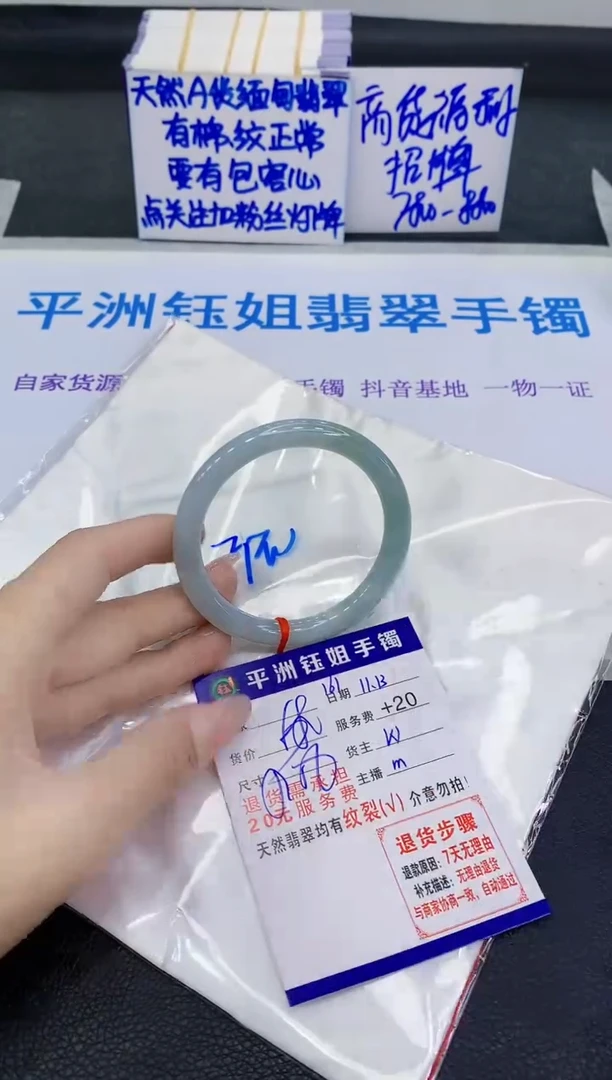 天然A货缅甸翡翠
有棉、纹正常
要有包容心
点关注加粉丝灯牌
商货源利
招牌
平洲钰姐翡翠手镯
自家货源
手镯 抖音基地 一物一证
平洲钰姐手镯
日期 11.13
服务费 +20
货价
货主 W
尺寸
主播 m
退货需承担
20元服务费
天然翡翠均有纹裂(√) 介意勿拍!
退货步骤
退款原因:7天无理由
补充描述:无理由退货
与商家协商一致,自动通过